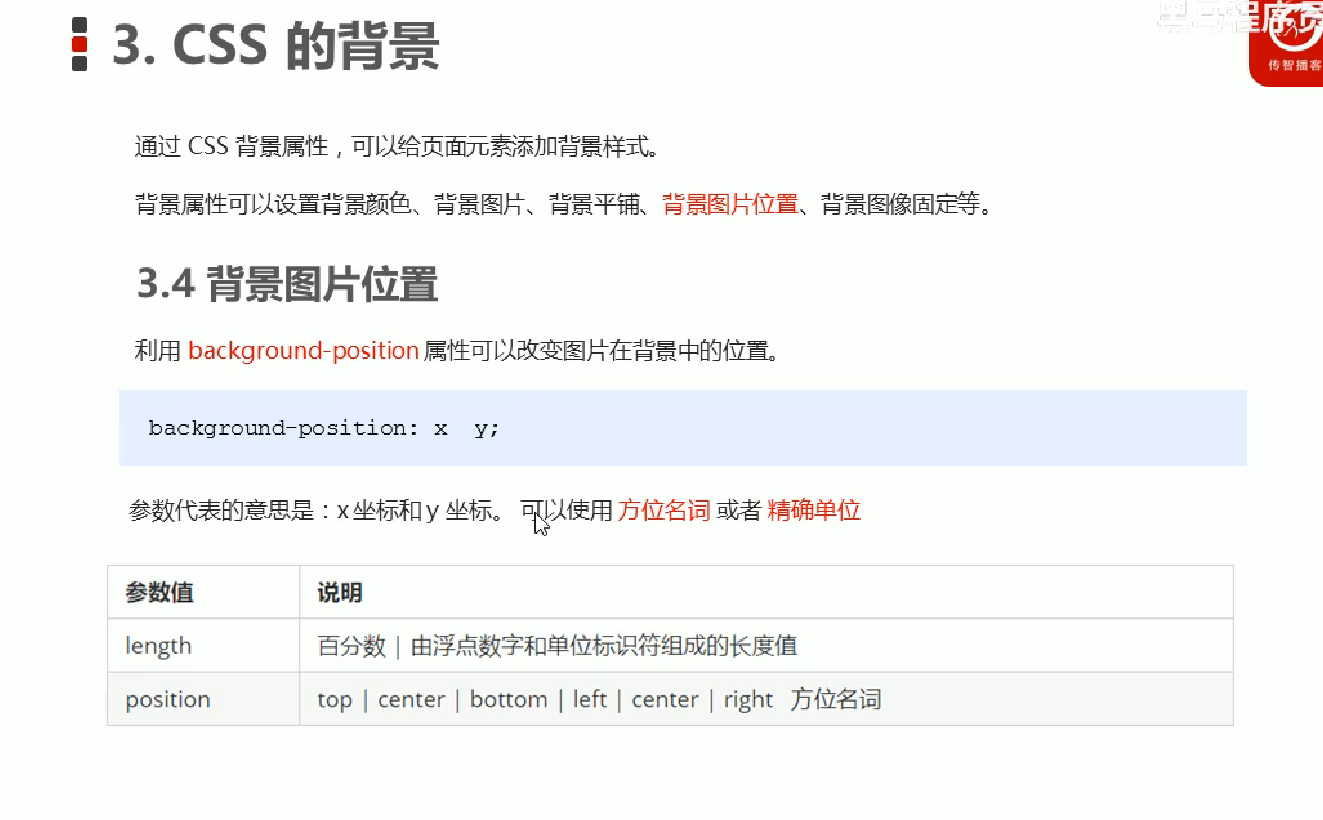 3. CSS 的背景
黑马程序员
传智播客
通过 CSS 背景属性，可以给页面元素添加背景样式。
背景属性可以设置背景颜色、背景图片、背景平铺、背景图片位置、背景图像固定等。
3.4 背景图片位置
利用 background-position 属性可以改变图片在背景中的位置。
background-position: x  y;
参数代表的意思是：x 坐标和 y 坐标。 可以使用 方位名词 或者 精确单位
参数值 说明
length 百分数 | 由浮点数字和单位标识符组成的长度值
position top | center | bottom | left | center | right 方位名词